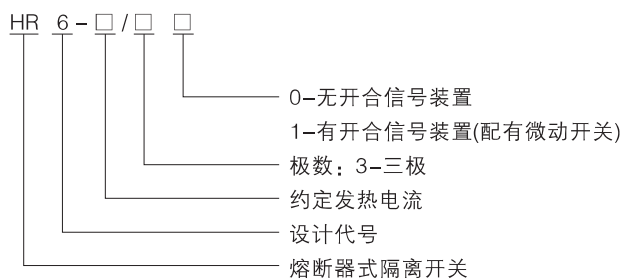 HR 6-□/□ □
0-无开合信号装置
1-有开合信号装置(配有微动开关)
极数：3-三极
约定发热电流
设计代号
熔断器式隔离开关